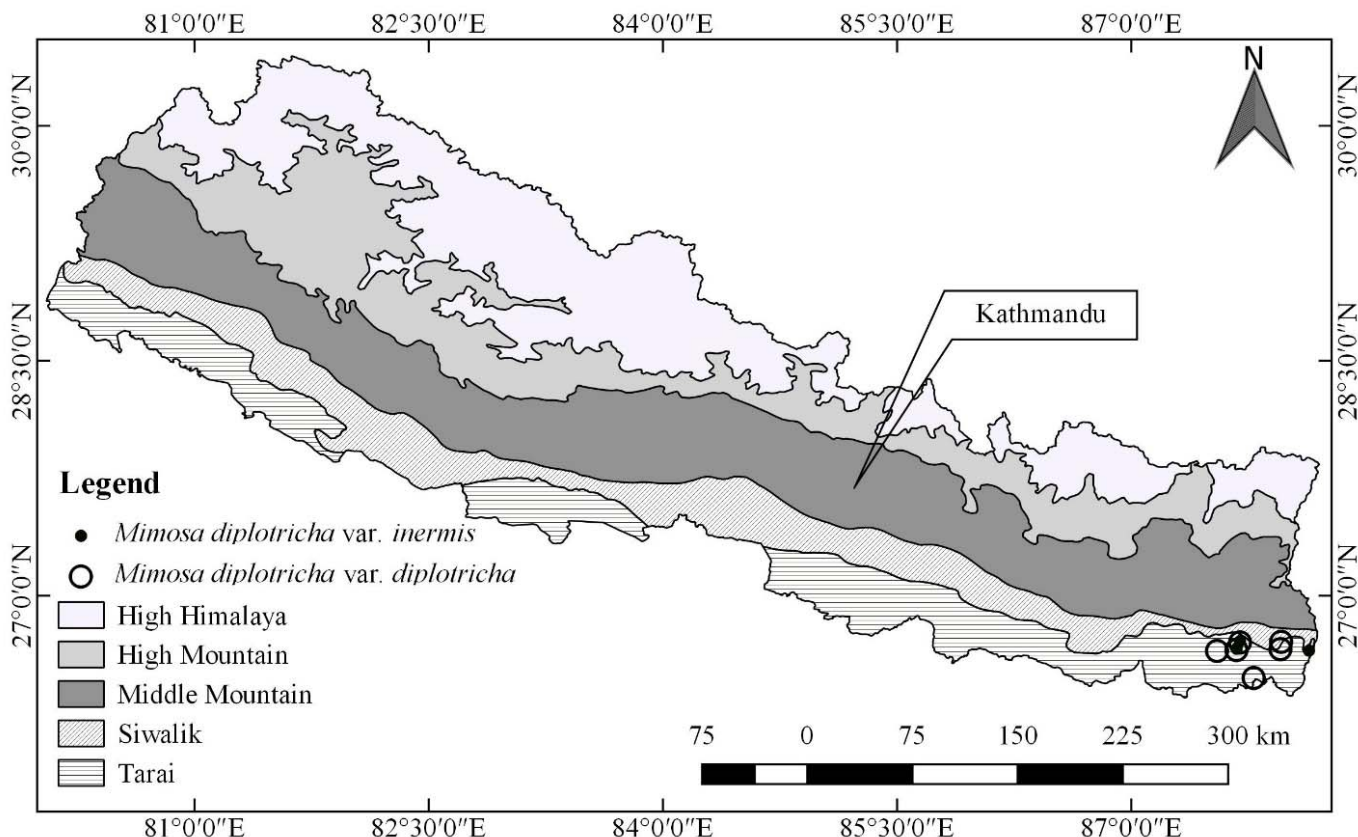 81°0'0"E 82°30'0"E 84°0'0"E 85°30'0"E 87°0'0"E
N
30°0'0"N
30°0'0"N
28°30'0"N
28°30'0"N
Kathmandu
27°0'0"N
27°0'0"N
Legend
Mimosa diplotricha var. inermis
Mimosa diplotricha var. diplotricha
High Himalaya
High Mountain
Middle Mountain
Siwalik
Tarai
75 0 75 150 225 300 km
81°0'0"E 82°30'0"E 84°0'0"E 85°30'0"E 87°0'0"E